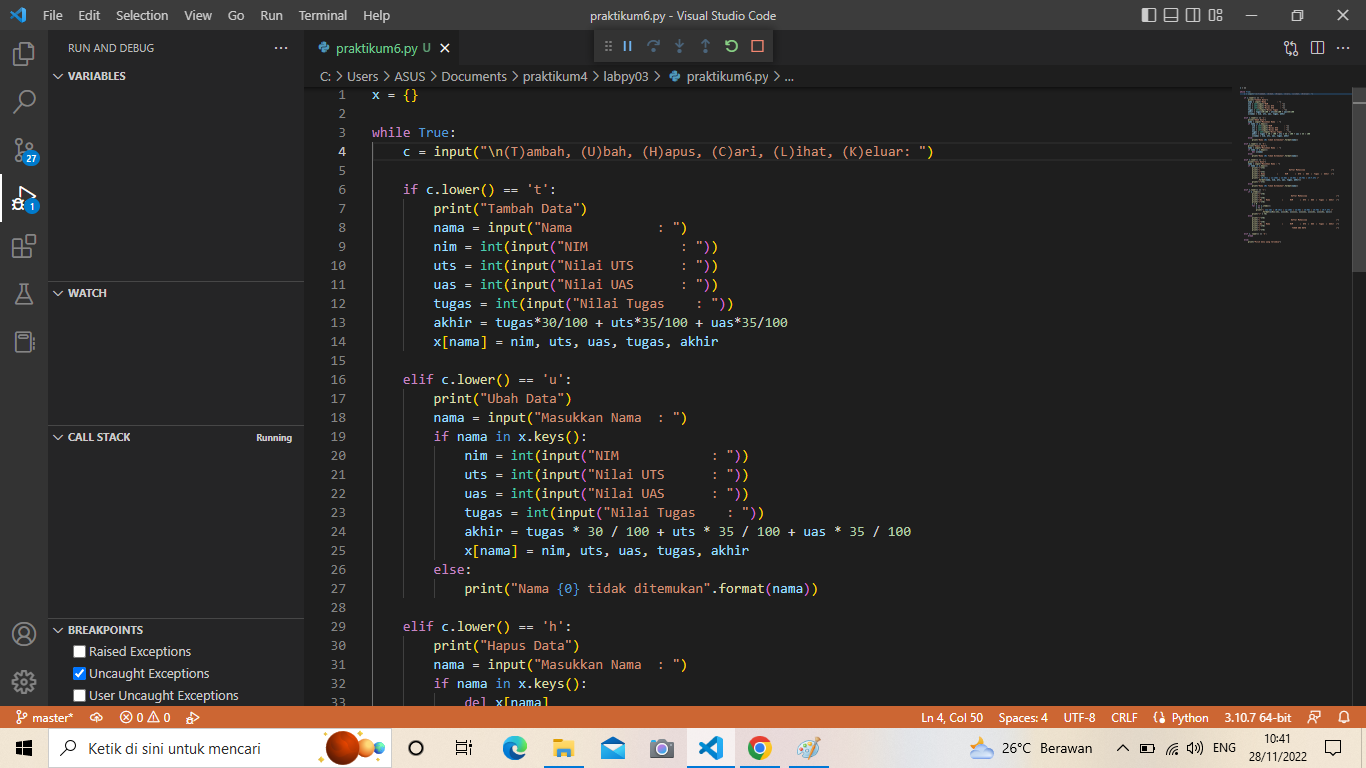 File Edit Selection View Go Run Terminal Help praktikum6.py - Visual Studio Code
RUN AND DEBUG
praktikum6.py U
VARIABLES
C: > Users > ASUS > Documents > praktikum4 > labpy03 > praktikum6.py > ...
1 x = {}
2
3 while True:
4     c = input("\n(T)ambah, (U)bah, (H)apus, (C)ari, (L)ihat, (K)eluar: ")
5
6     if c.lower() == 't':
7         print("Tambah Data")
8         nama = input("Nama           : ")
9         nim = int(input("NIM            : "))
10         uts = int(input("Nilai UTS      : "))
11         uas = int(input("Nilai UAS      : "))
12         tugas = int(input("Nilai Tugas    : "))
13         akhir = tugas*30/100 + uts*35/100 + uas*35/100
14         x[nama] = nim, uts, uas, tugas, akhir
15
16     elif c.lower() == 'u':
17         print("Ubah Data")
18         nama = input("Masukkan Nama  : ")
19         if nama in x.keys():
20             nim = int(input("NIM            : "))
21             uts = int(input("Nilai UTS      : "))
22             uas = int(input("Nilai UAS      : "))
23             tugas = int(input("Nilai Tugas    : "))
24             akhir = tugas * 30 / 100 + uts * 35 / 100 + uas * 35 / 100
25             x[nama] = nim, uts, uas, tugas, akhir
26         else:
27             print("Nama {0} tidak ditemukan".format(nama))
28
29     elif c.lower() == 'h':
30         print("Hapus Data")
31         nama = input("Masukkan Nama  : ")
32         if nama in x.keys():
33             del x[nama]
27
1
WATCH
CALL STACK Running
BREAKPOINTS
Raised Exceptions
Uncaught Exceptions
User Uncaught Exceptions
master* 0 0 Ln 4, Col 50 Spaces: 4 UTF-8 CRLF Python 3.10.7 64-bit
Ketik di sini untuk mencari
26°C Berawan ENG 10:41
28/11/2022